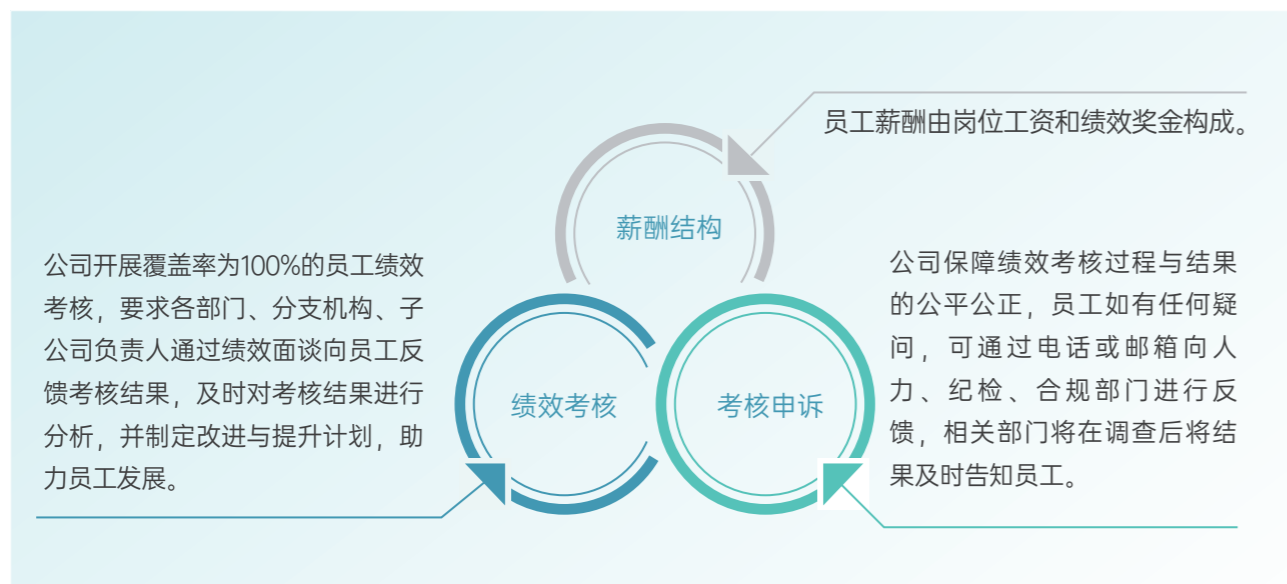 员工薪酬由岗位工资和绩效奖金构成。
薪酬结构
公司开展覆盖率为100%的员工绩效
考核，要求各部门、分支机构、子
公司负责人通过绩效面谈向员工反
馈考核结果，及时对考核结果进行
分析，并制定改进与提升计划，助
力员工发展。
绩效考核
考核申诉
公司保障绩效考核过程与结果
的公平公正，员工如有任何疑
问，可通过电话或邮箱向人
力、纪检、合规部门进行反
馈，相关部门将在调查后将结
果及时告知员工。